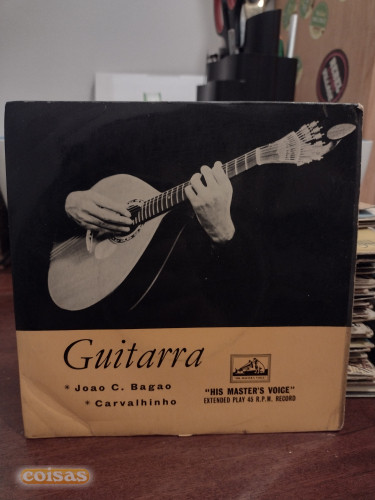 Guitarra
* Joao C. Bagao
* Carvalhinho
"HIS MASTER'S VOICE"
EXTENDED PLAY 45 R.P.M. RECORD
coisas